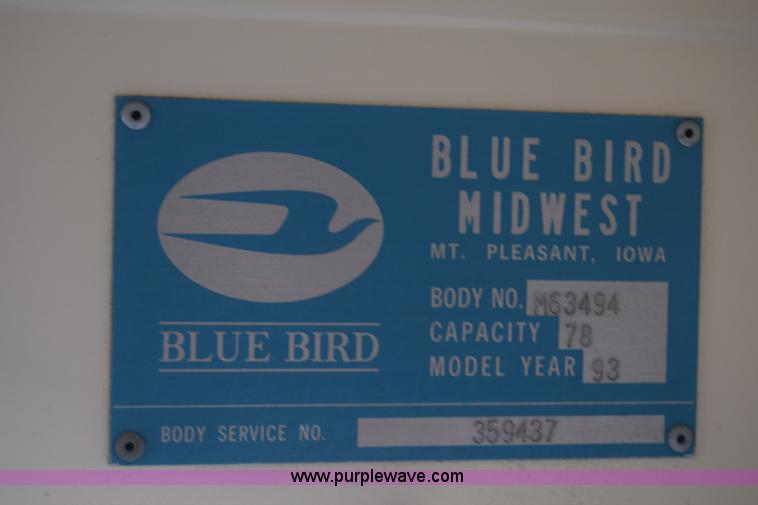 BLUE BIRD
MIDWEST
MT. PLEASANT, IOWA
BODY NO. M63494
CAPACITY 78
MODEL YEAR 93
BLUE BIRD
BODY SERVICE NO. 359437
www.purplewave.com